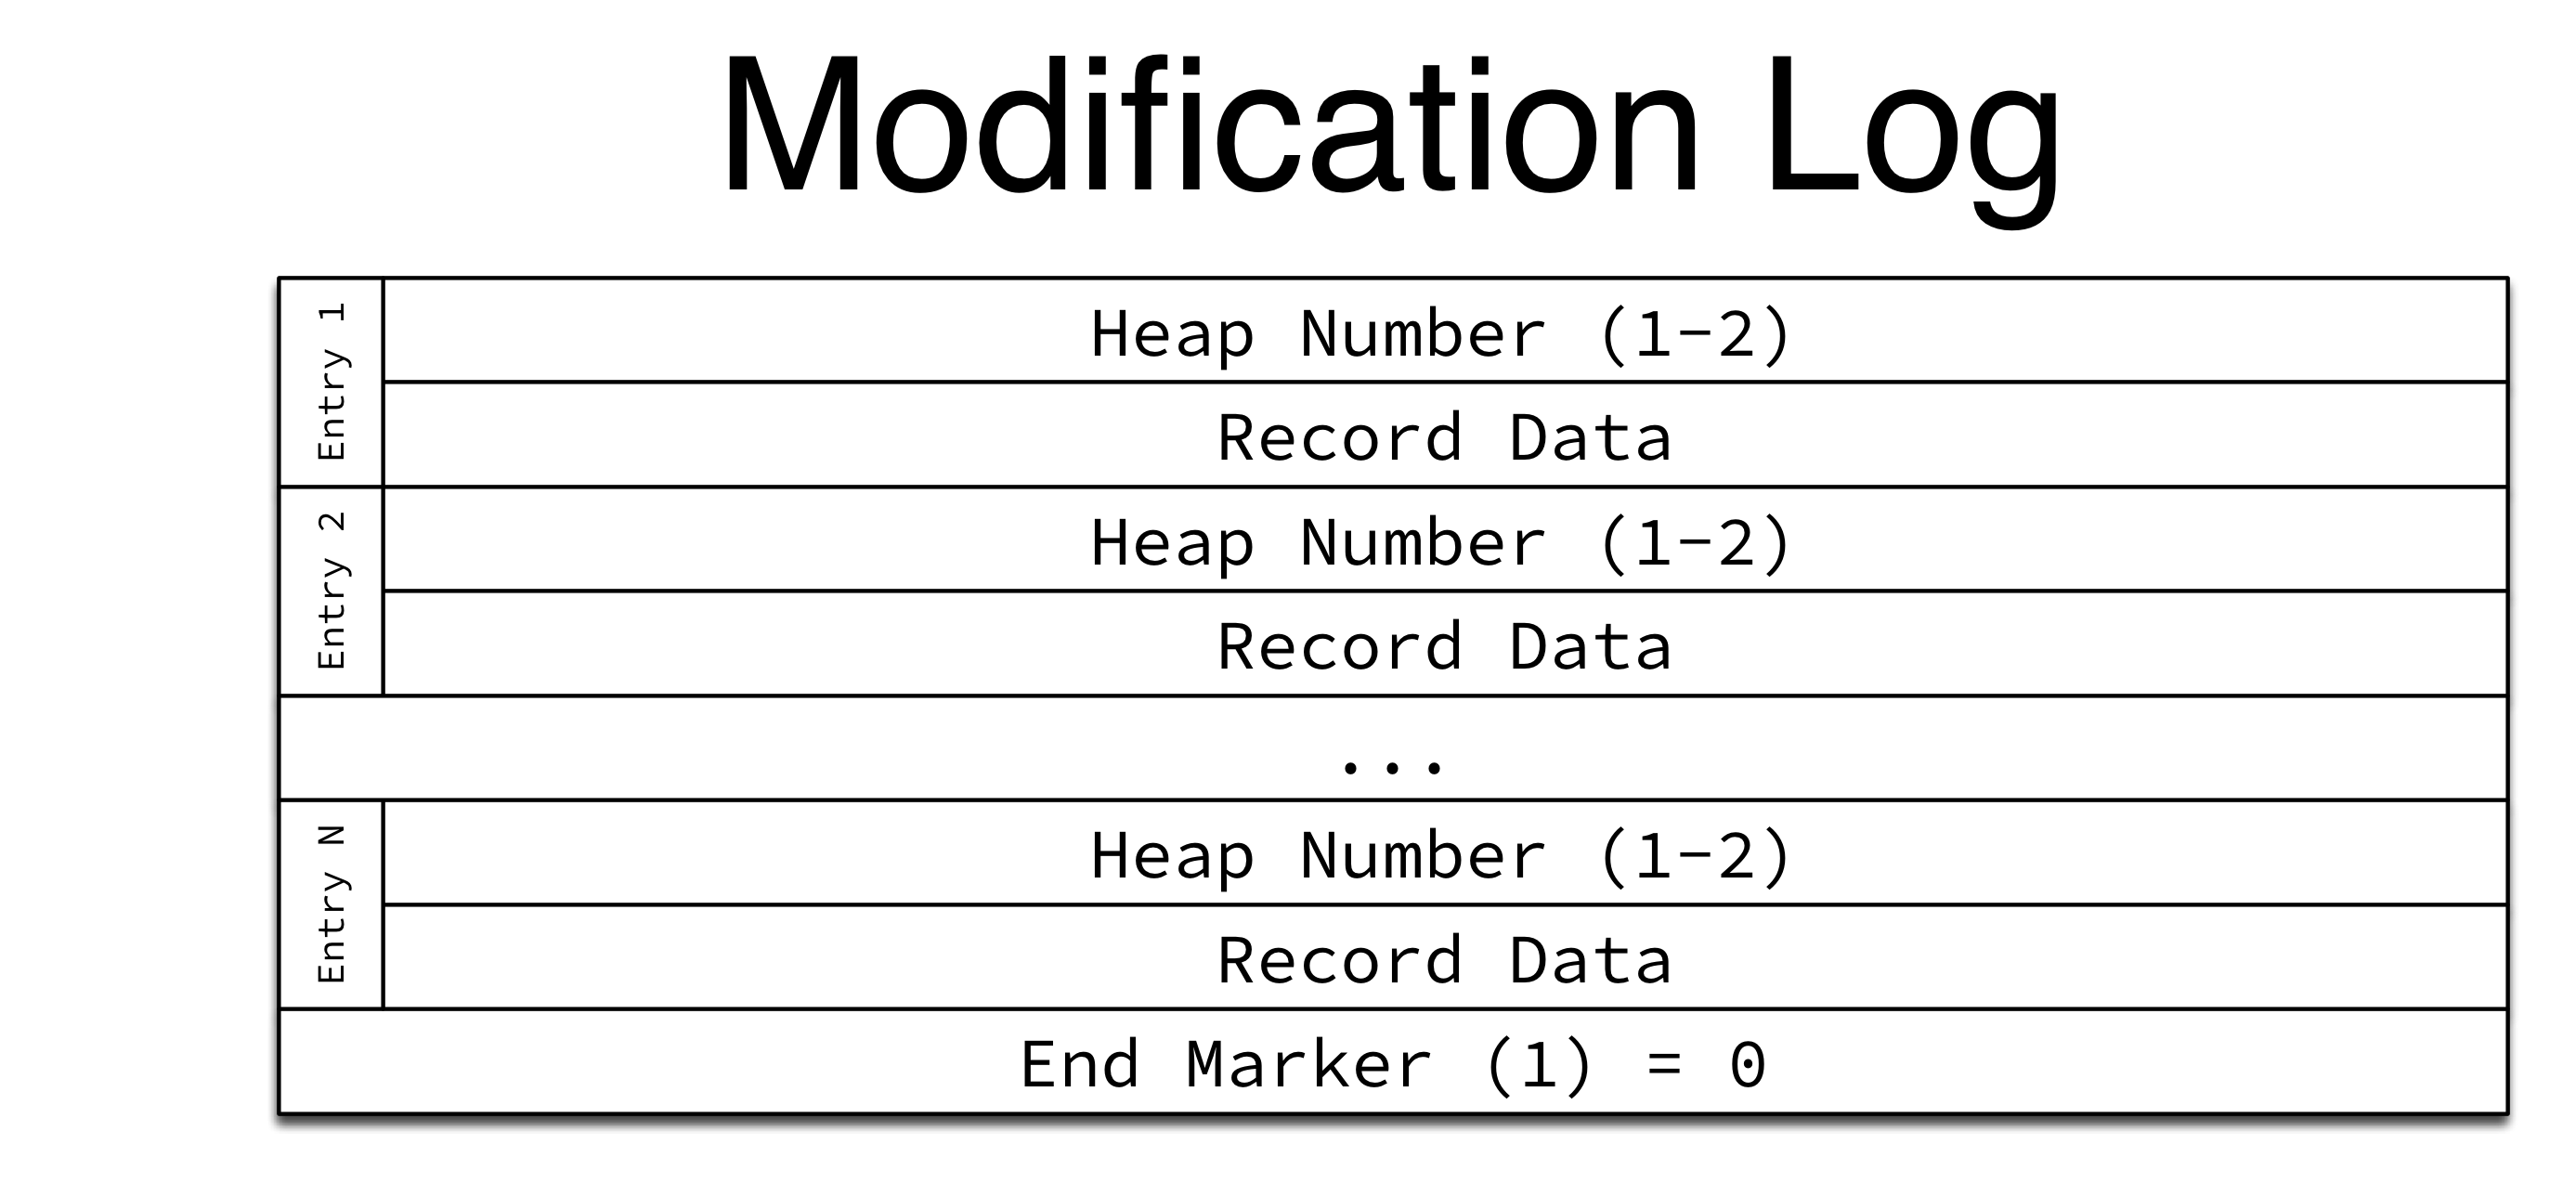 Modification Log
Entry 1
Heap Number (1-2)
Record Data
Entry 2
Heap Number (1-2)
Record Data
...
Entry N
Heap Number (1-2)
Record Data
End Marker (1) = 0